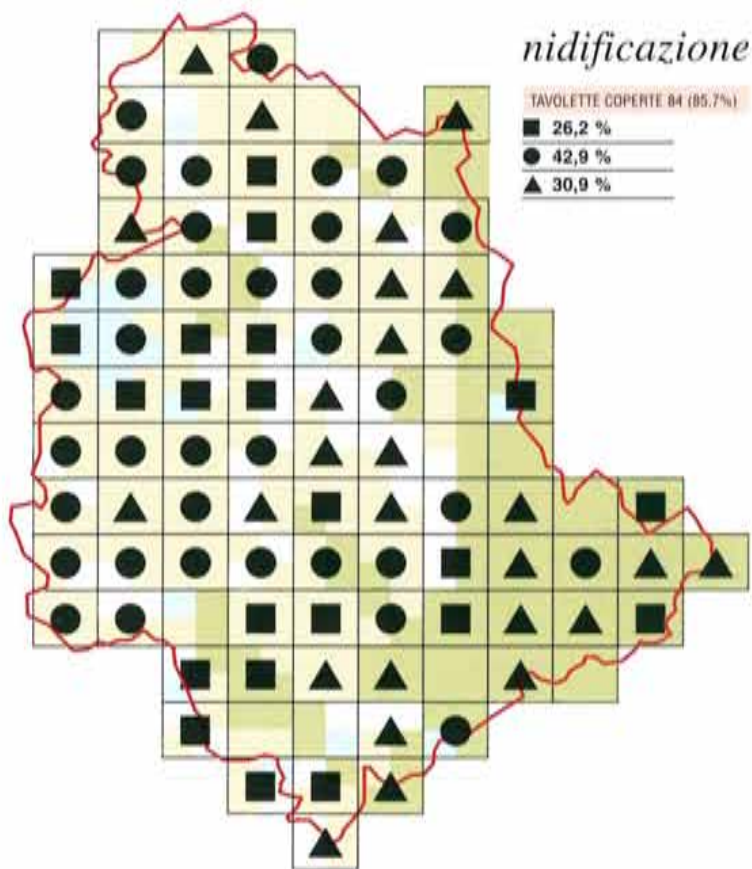 nidificazione
TAVOLETTE COPERTE 84 (85.7%)
■ 26,2 %
● 42,9 %
▲ 30,9 %